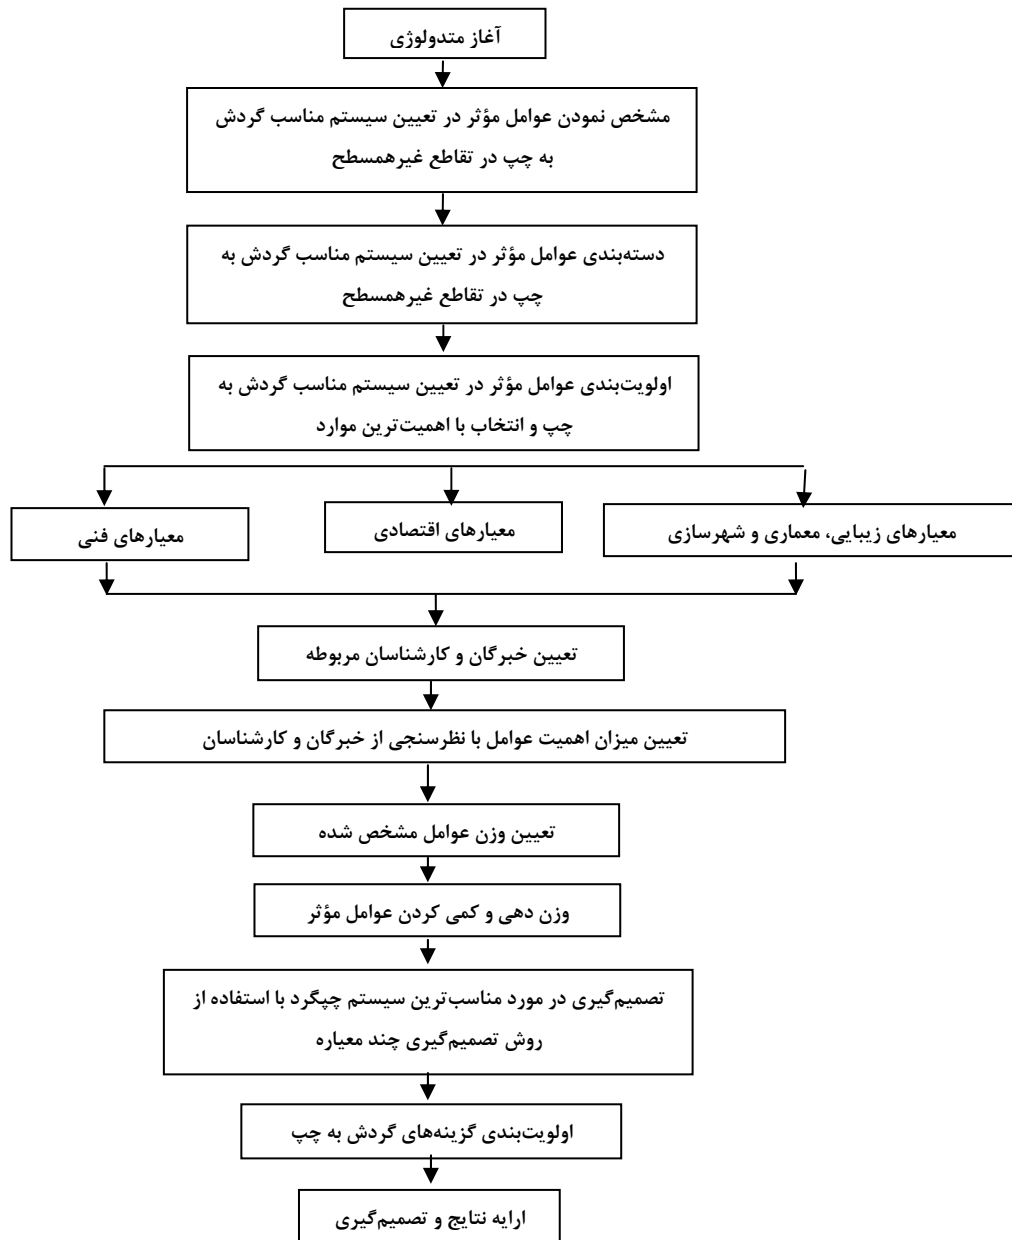 آغاز متدولوژی
مشخص نمودن عوامل مؤثر در تعیین سیستم مناسب گردش
به چپ در تقاطع غیرهمسطح
دسته‌بندی عوامل مؤثر در تعیین سیستم مناسب گردش به
چپ در تقاطع غیرهمسطح
اولویت‌بندی عوامل مؤثر در تعیین سیستم مناسب گردش به
چپ و انتخاب با اهمیت‌ترین موارد
معیارهای زیبایی، معماری و شهرسازی
معیارهای اقتصادی
معیارهای فنی
تعیین خبرگان و کارشناسان مربوطه
تعیین میزان اهمیت عوامل با نظرسنجی از خبرگان و کارشناسان
تعیین وزن عوامل مشخص شده
وزن دهی و کمی کردن عوامل مؤثر
تصمیم‌گیری در مورد مناسب‌ترین سیستم چپگرد با استفاده از
روش تصمیم‌گیری چند معیاره
اولویت‌بندی گزینه‌های گردش به چپ
ارایه نتایج و تصمیم‌گیری